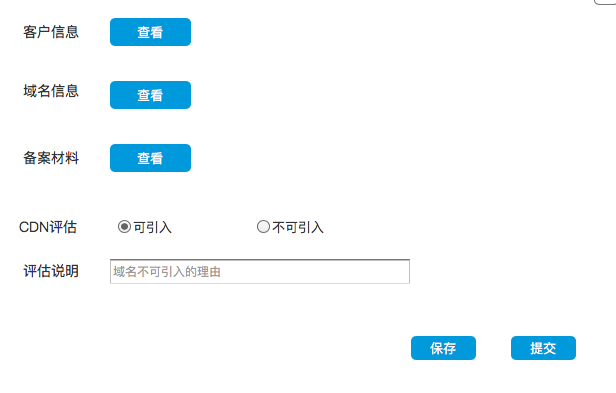 客户信息 查看
域名信息 查看
备案材料 查看
CDN评估 可引入 不可引入
评估说明 域名不可引入的理由
保存 提交